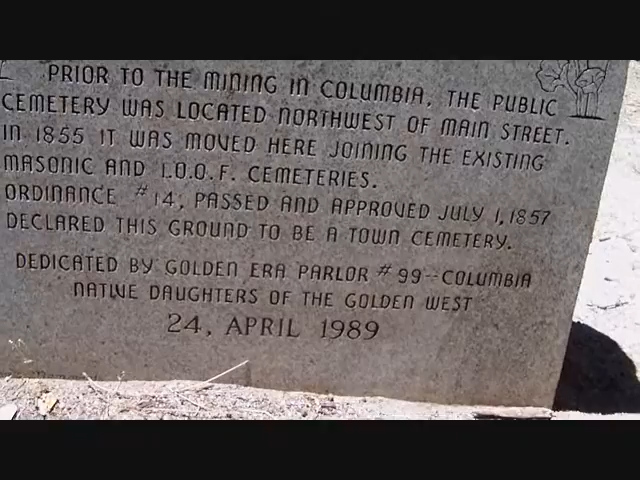 PRIOR TO THE MINING IN COLUMBIA, THE PUBLIC
CEMETERY WAS LOCATED NORTHWEST OF MAIN STREET.
IN 1855 IT WAS MOVED HERE JOINING THE EXISTING
MASONIC AND I.O.O.F. CEMETERIES.
ORDINANCE #14, PASSED AND APPROVED JULY 1, 1857
DECLARED THIS GROUND TO BE A TOWN CEMETERY.
DEDICATED BY GOLDEN ERA PARLOR #99-COLUMBIA
NATIVE DAUGHTERS OF THE GOLDEN WEST
24, APRIL 1989